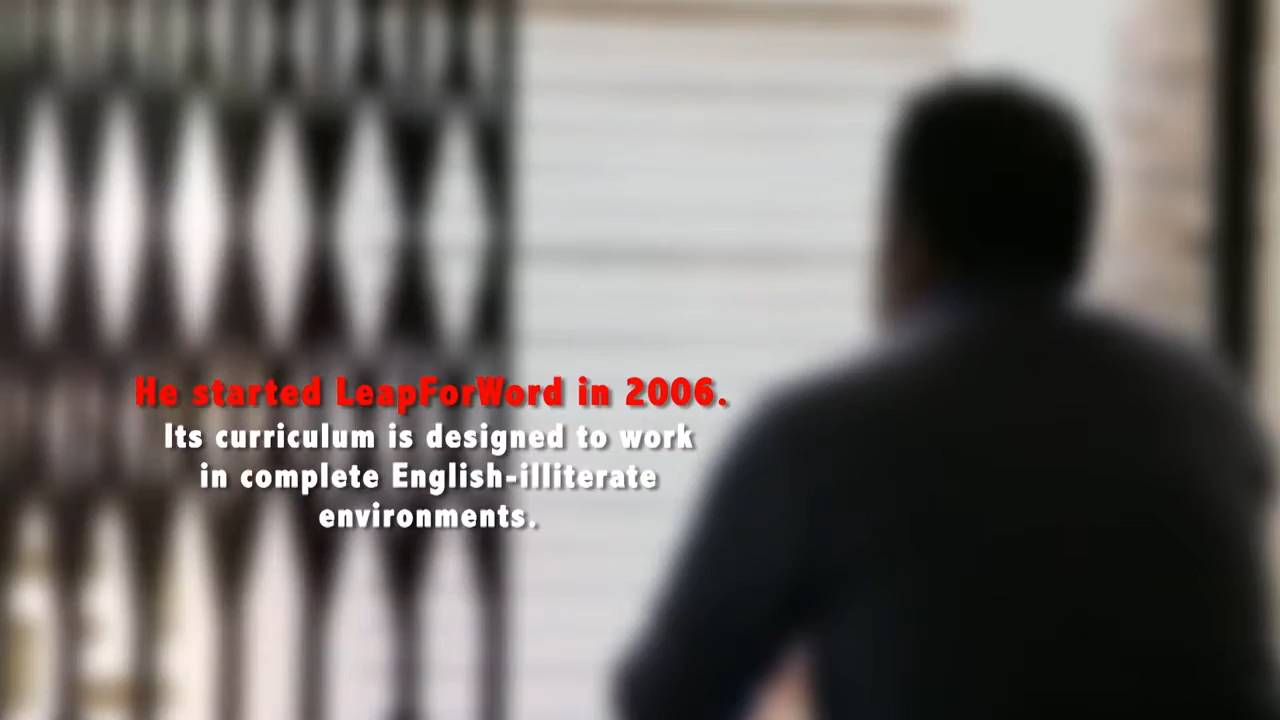 He started LeapForWord in 2006.
Its curriculum is designed to work
in complete English-illiterate
environments.